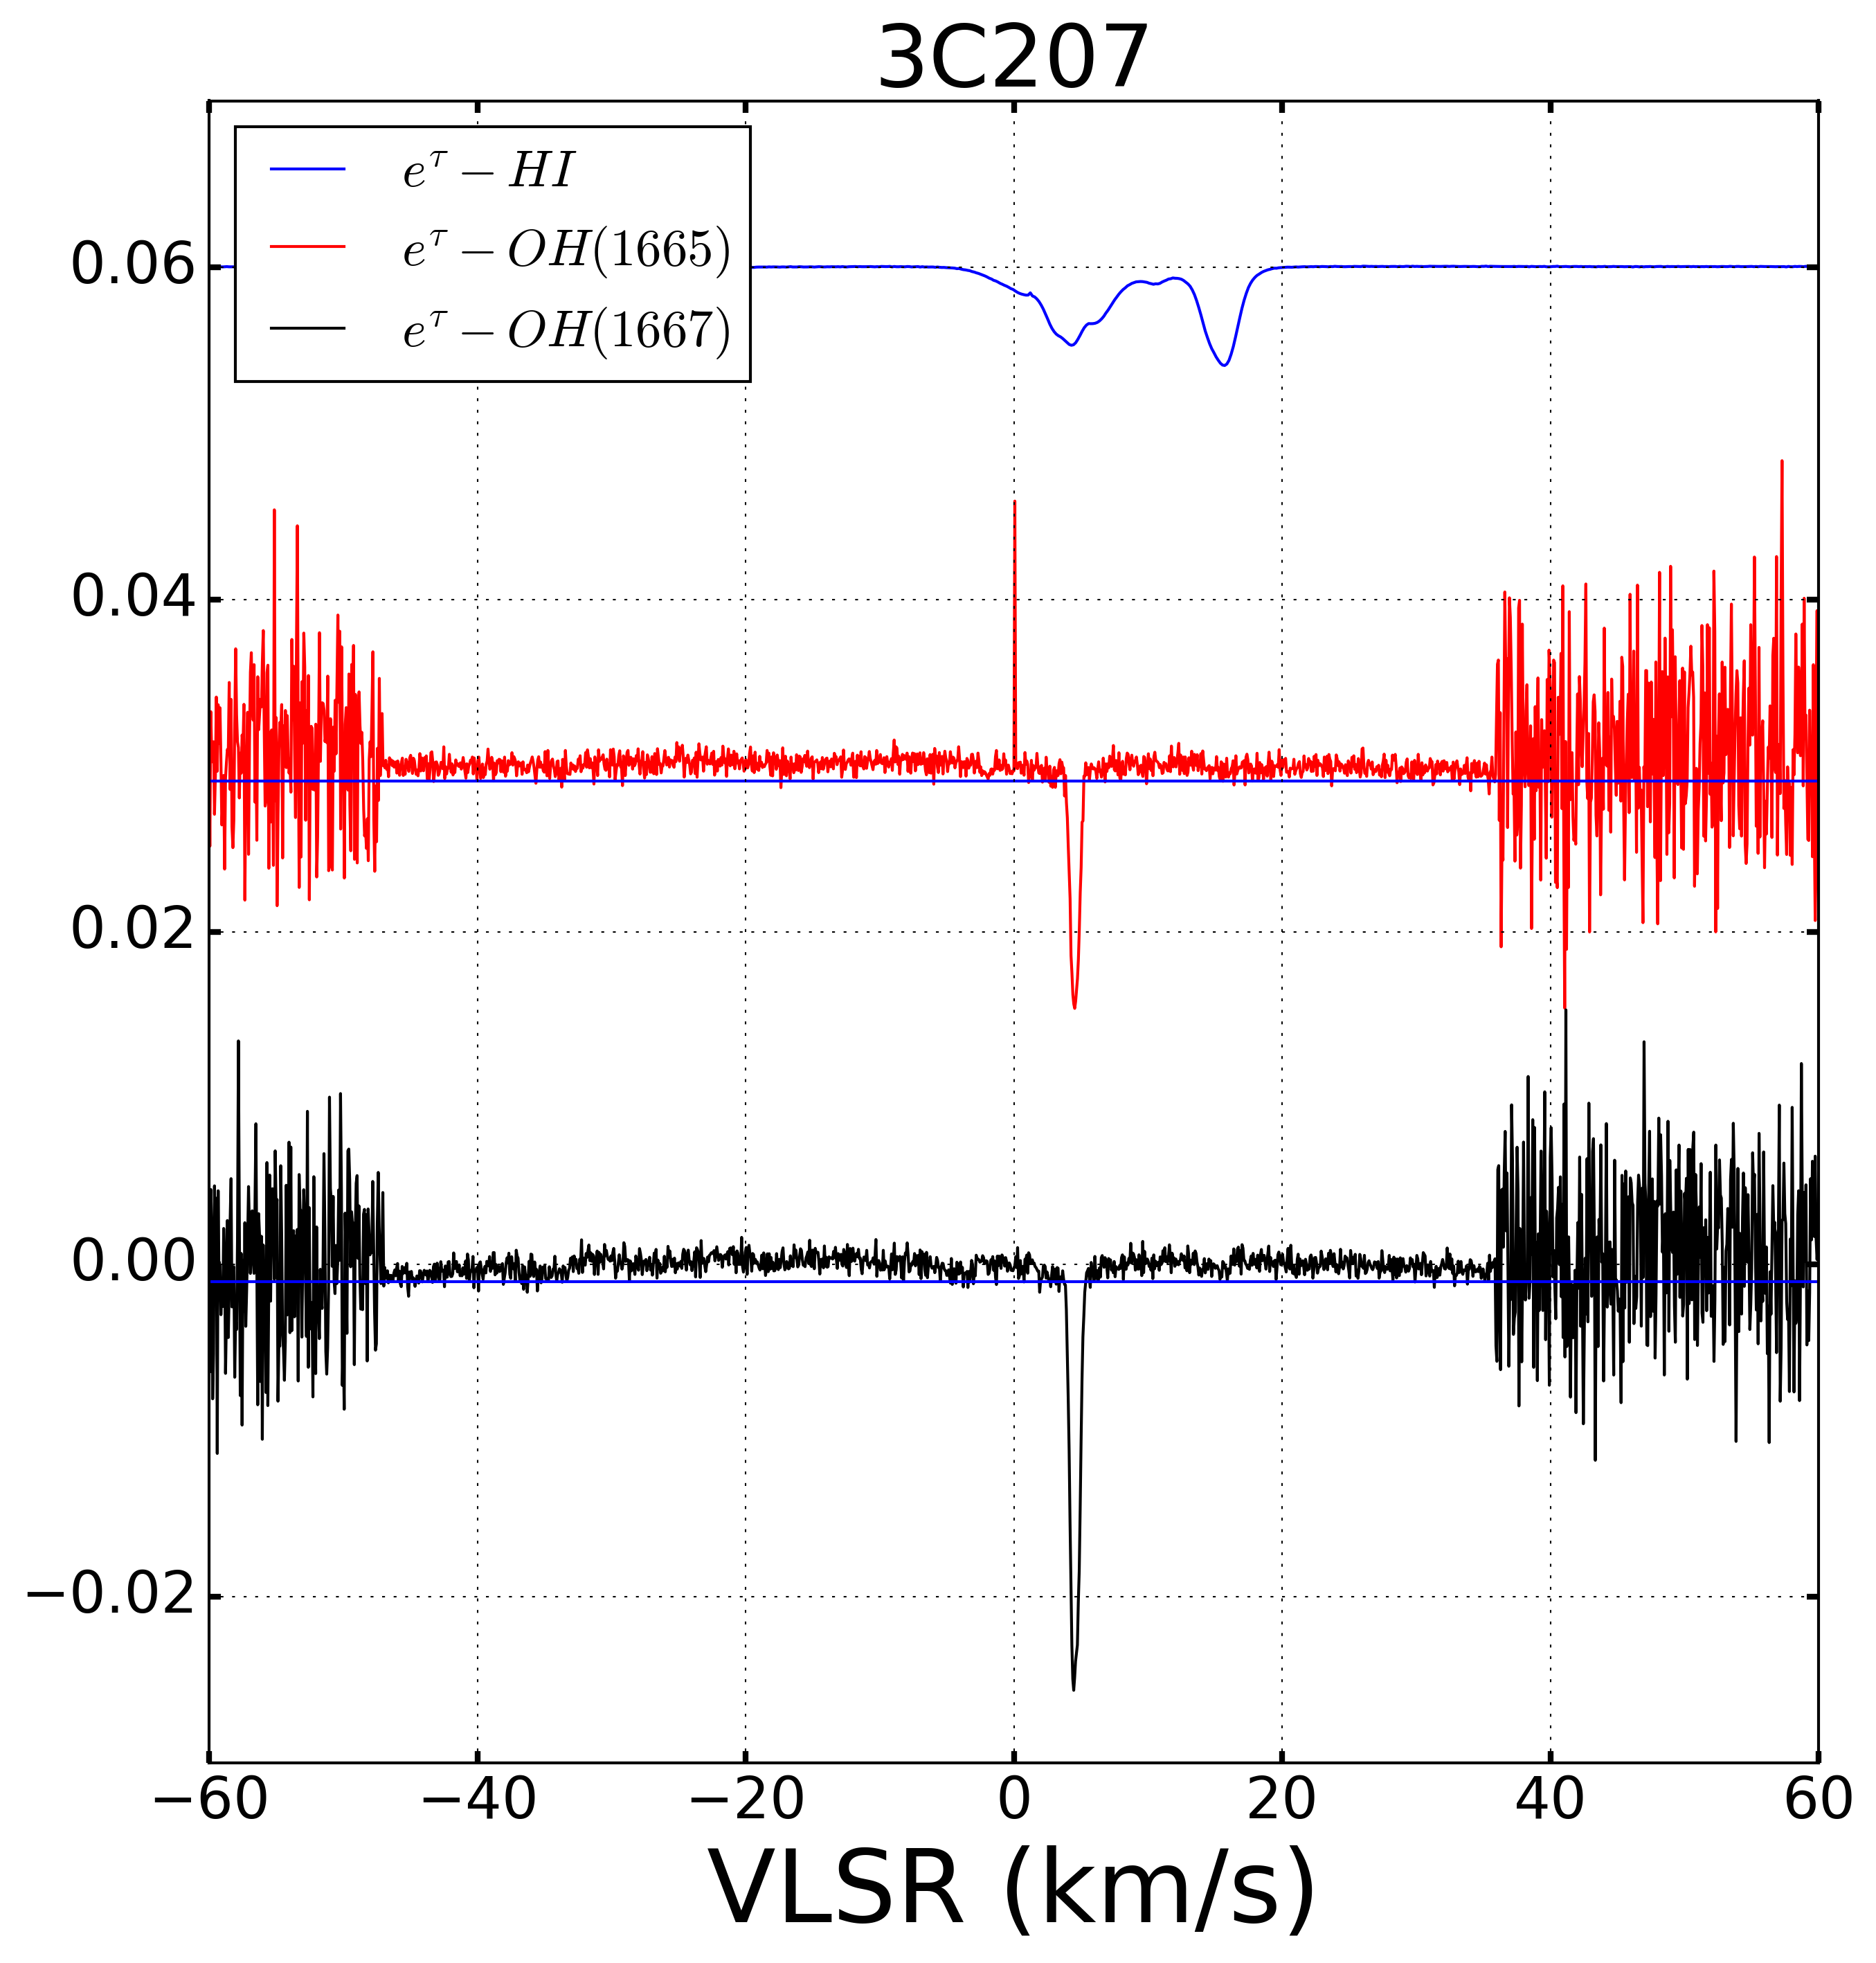 3C207
e^τ − HI
e^τ − OH(1665)
e^τ − OH(1667)
0.06
0.04
0.02
0.00
−0.02
−60 −40 −20 0 20 40 60
VLSR (km/s)